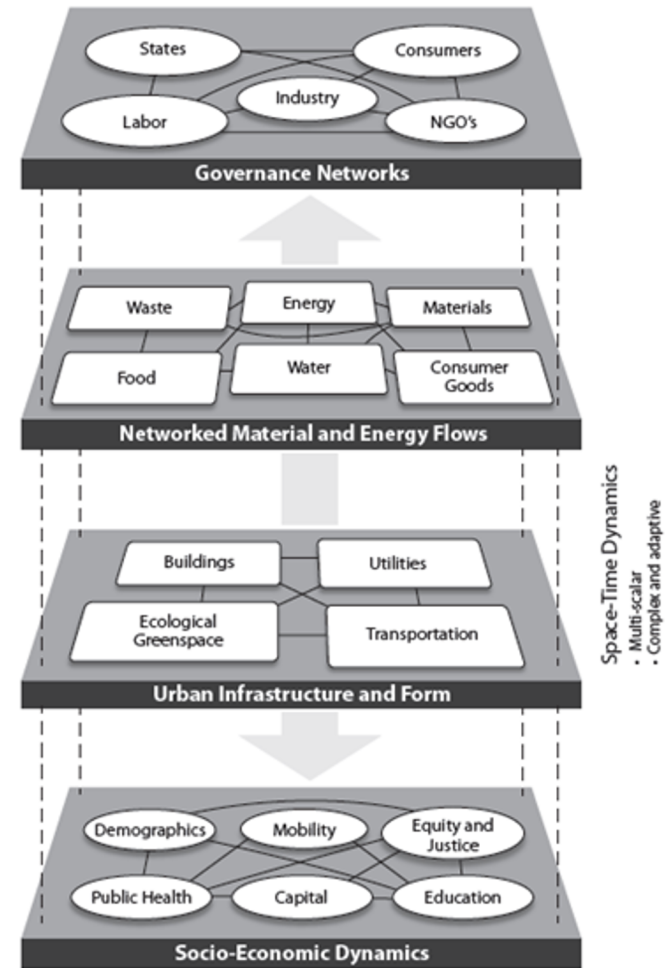 States
Consumers
Industry
Labor
NGO's
Governance Networks
Waste
Energy
Materials
Food
Water
Consumer
Goods
Networked Material and Energy Flows
Buildings
Utilities
Ecological
Greenspace
Transportation
Urban Infrastructure and Form
Demographics
Mobility
Equity and
Justice
Public Health
Capital
Education
Socio-Economic Dynamics
Space-Time Dynamics
• Multi-scalar
• Complex and adaptive